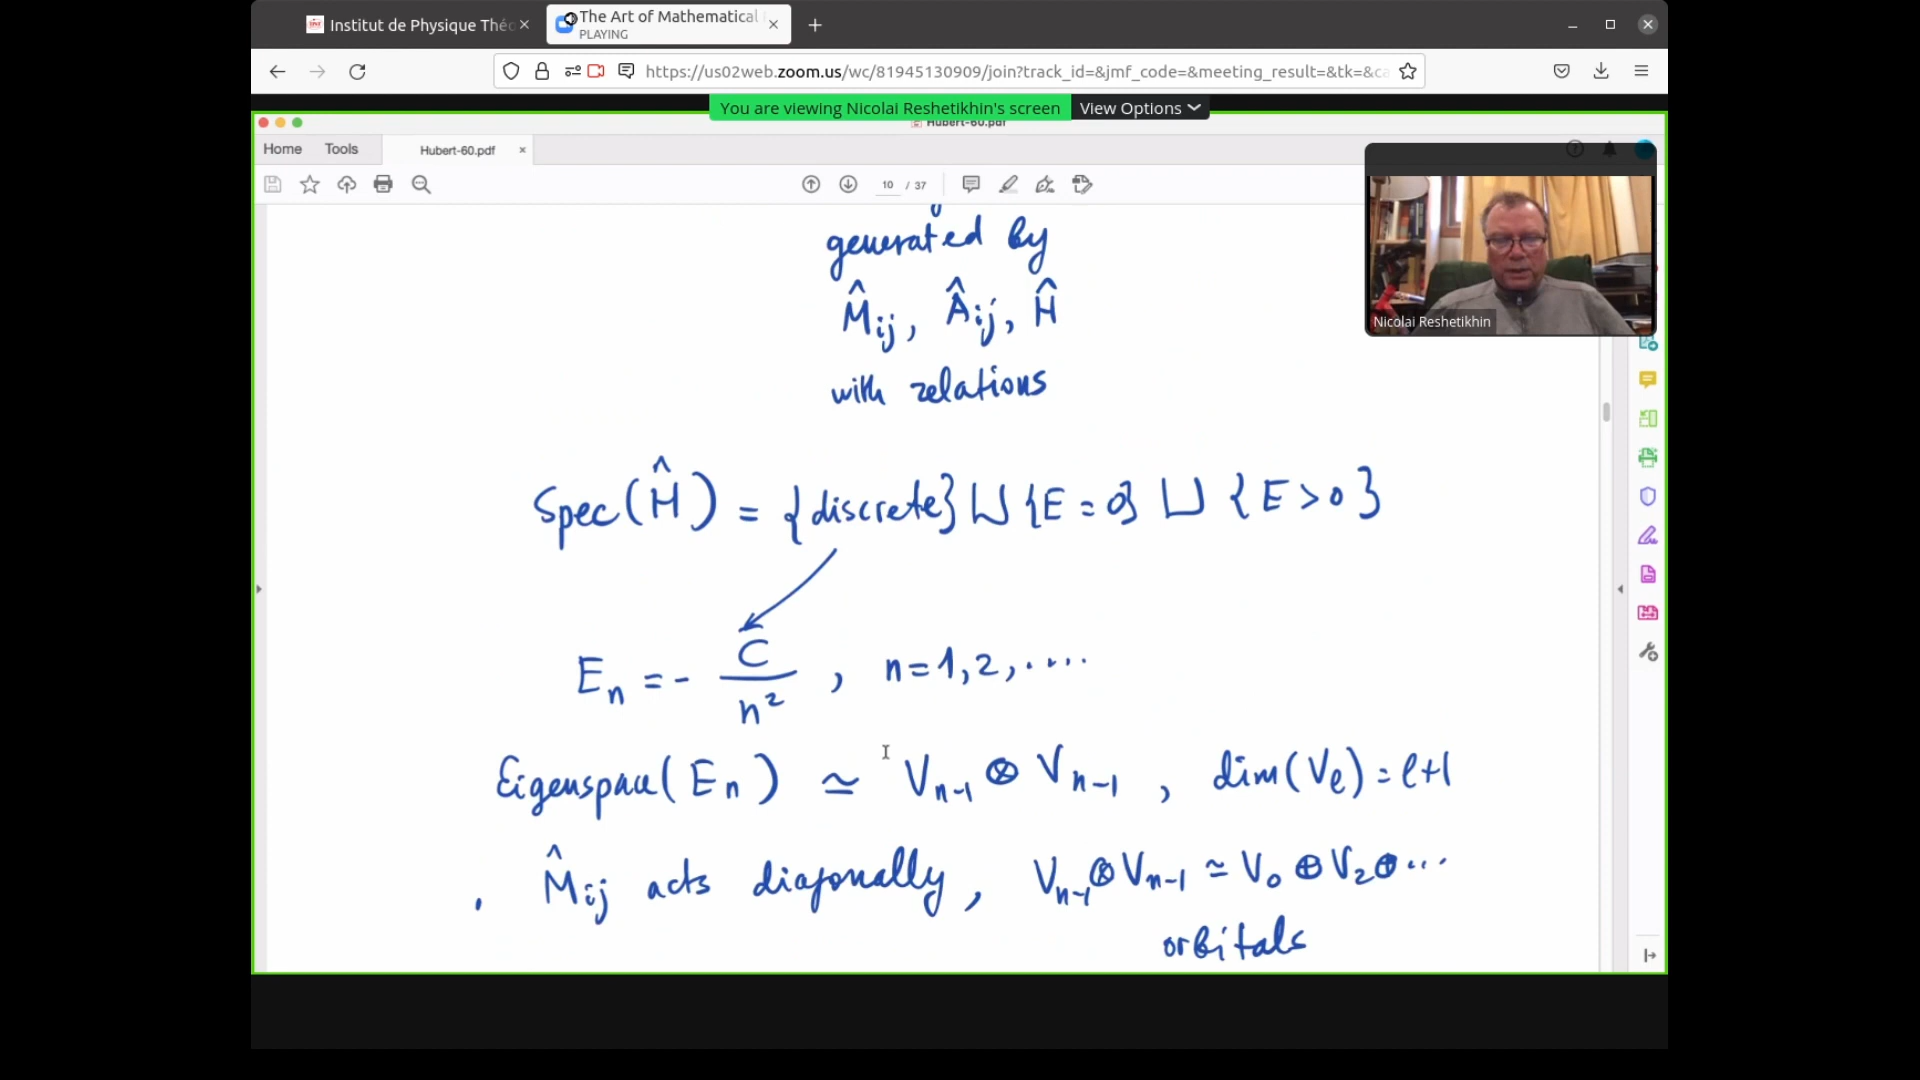 Institut de Physique Théo
The Art of Mathematical
PLAYING
https://us02web.zoom.us/wc/81945130909/join?track_id=&jmf_code=&meeting_result=&tk=&ca
You are viewing Nicolai Reshetikhin's screen View Options
Hubert-60.pdf
Home Tools Hubert-60.pdf
10 / 37
Nicolai Reshetikhin
generated by
M̂ij, Âij, Ĥ
with relations
Spec(Ĥ) = {discrete} ⊔ {E = 0} ⊔ {E > 0}
En = - C/n², n = 1, 2, ....
Eigenspace(En) ≃ Vn-1 ⊗ Vn-1, dim(Vℓ) = ℓ+1
. M̂ij acts diagonally, Vn-1 ⊗ Vn-1 ≃ V0 ⊕ V2 ⊕ ...
orbitals